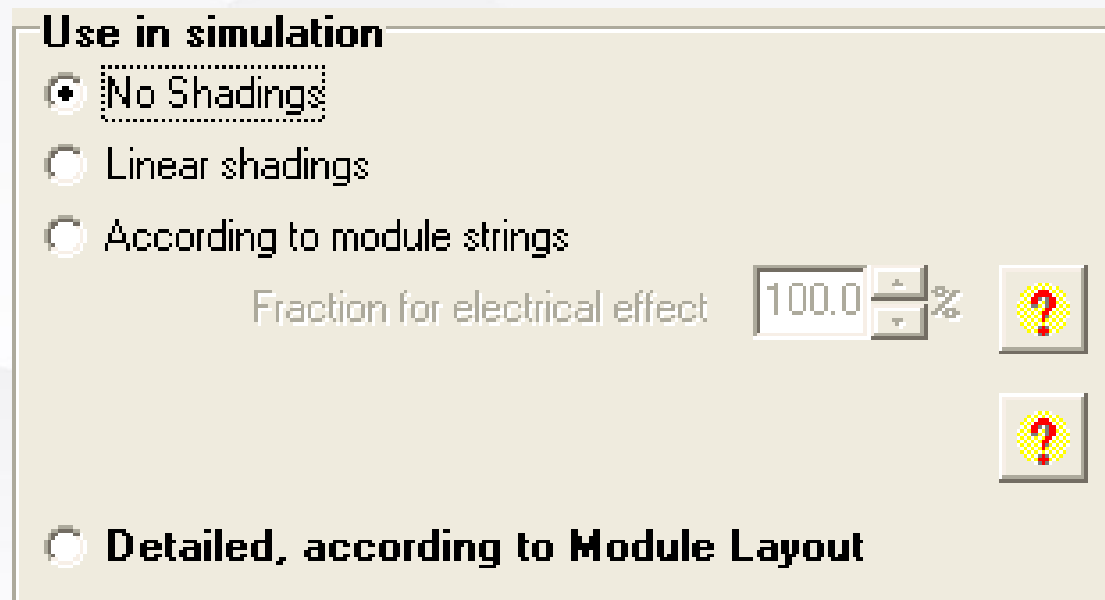 Use in simulation
No Shadings
Linear shadings
According to module strings
Fraction for electrical effect 100.0 % ?
?
Detailed, according to Module Layout